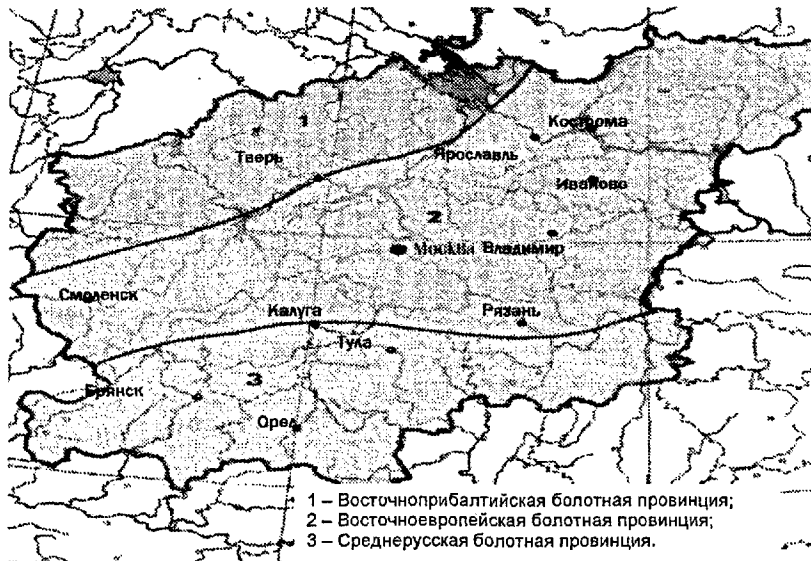 1
Кострома
Тверь
Ярославль
Иваново
2
Москва
Владимир
Смоленск
Калуга
Рязань
Тула
3
Брянск
Орел
1 – Восточноприбалтийская болотная провинция;
2 – Восточноевропейская болотная провинция;
3 – Среднерусская болотная провинция.